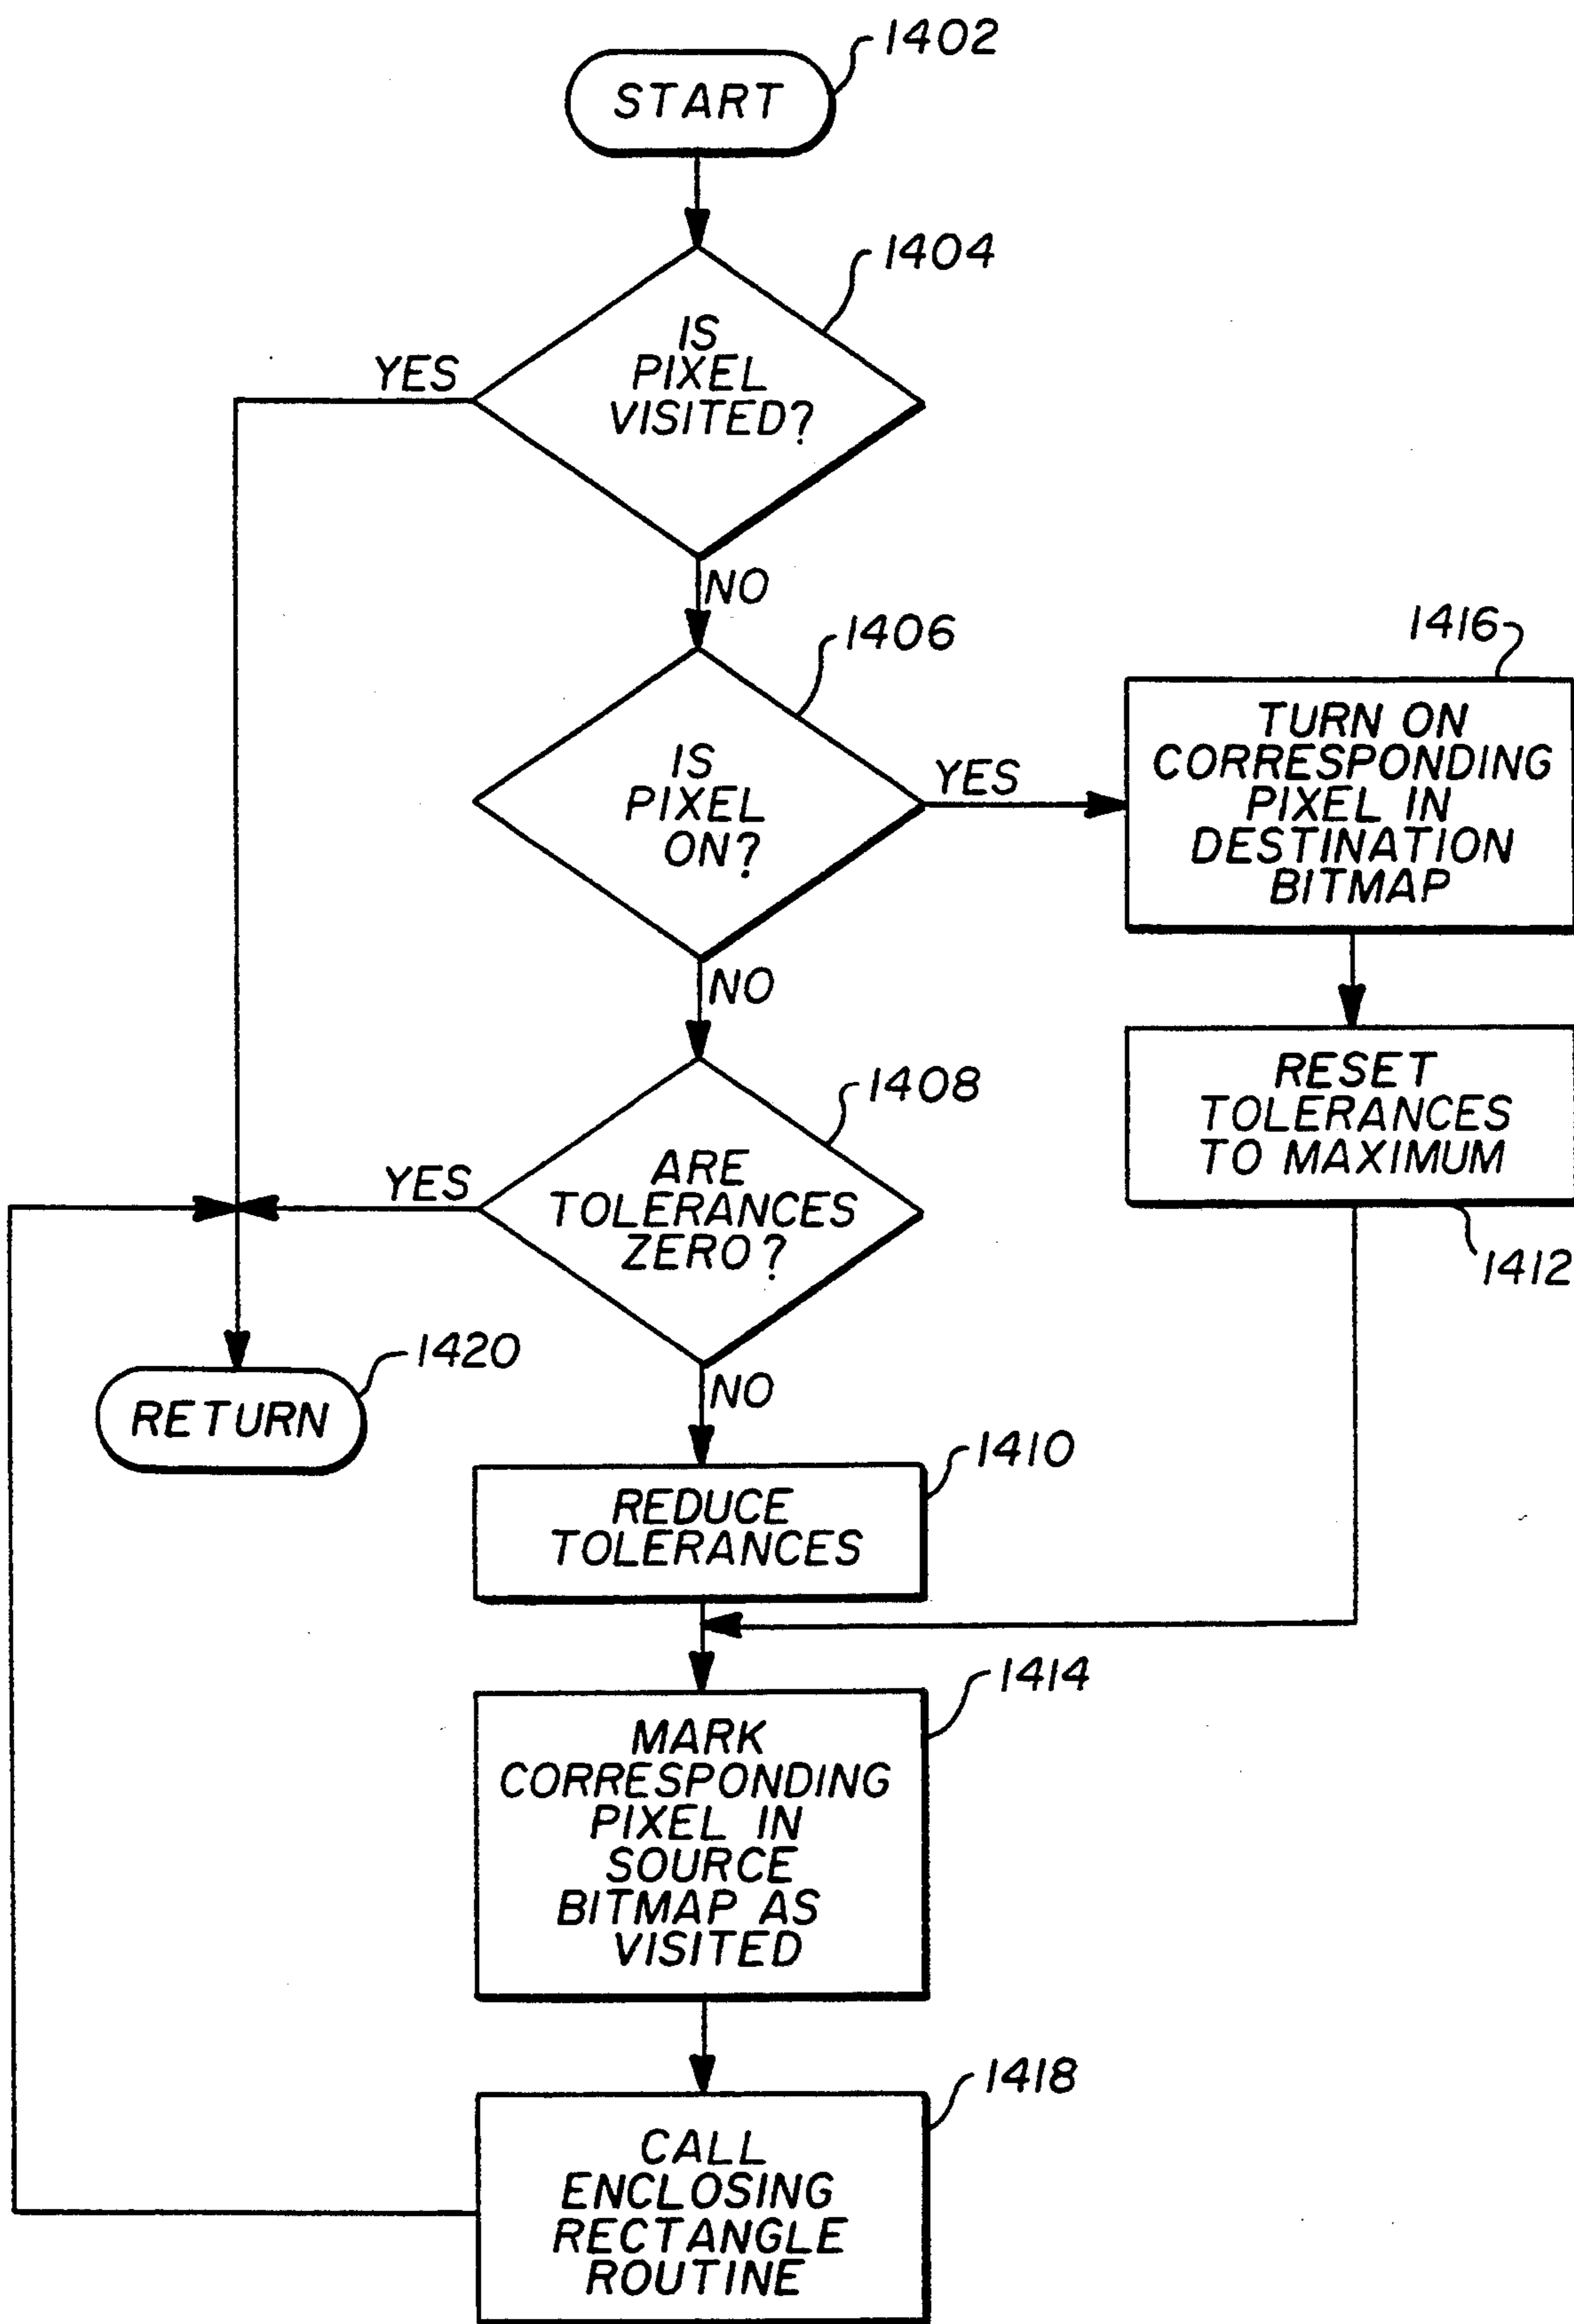 1402
START
1404
IS
PIXEL
VISITED?
YES
NO
1406
IS
PIXEL
ON?
YES
NO
1416
TURN ON
CORRESPONDING
PIXEL IN
DESTINATION
BITMAP
RESET
TOLERANCES
TO MAXIMUM
1412
1408
ARE
TOLERANCES
ZERO?
YES
NO
1420
RETURN
1410
REDUCE
TOLERANCES
1414
MARK
CORRESPONDING
PIXEL IN
SOURCE
BITMAP AS
VISITED
1418
CALL
ENCLOSING
RECTANGLE
ROUTINE